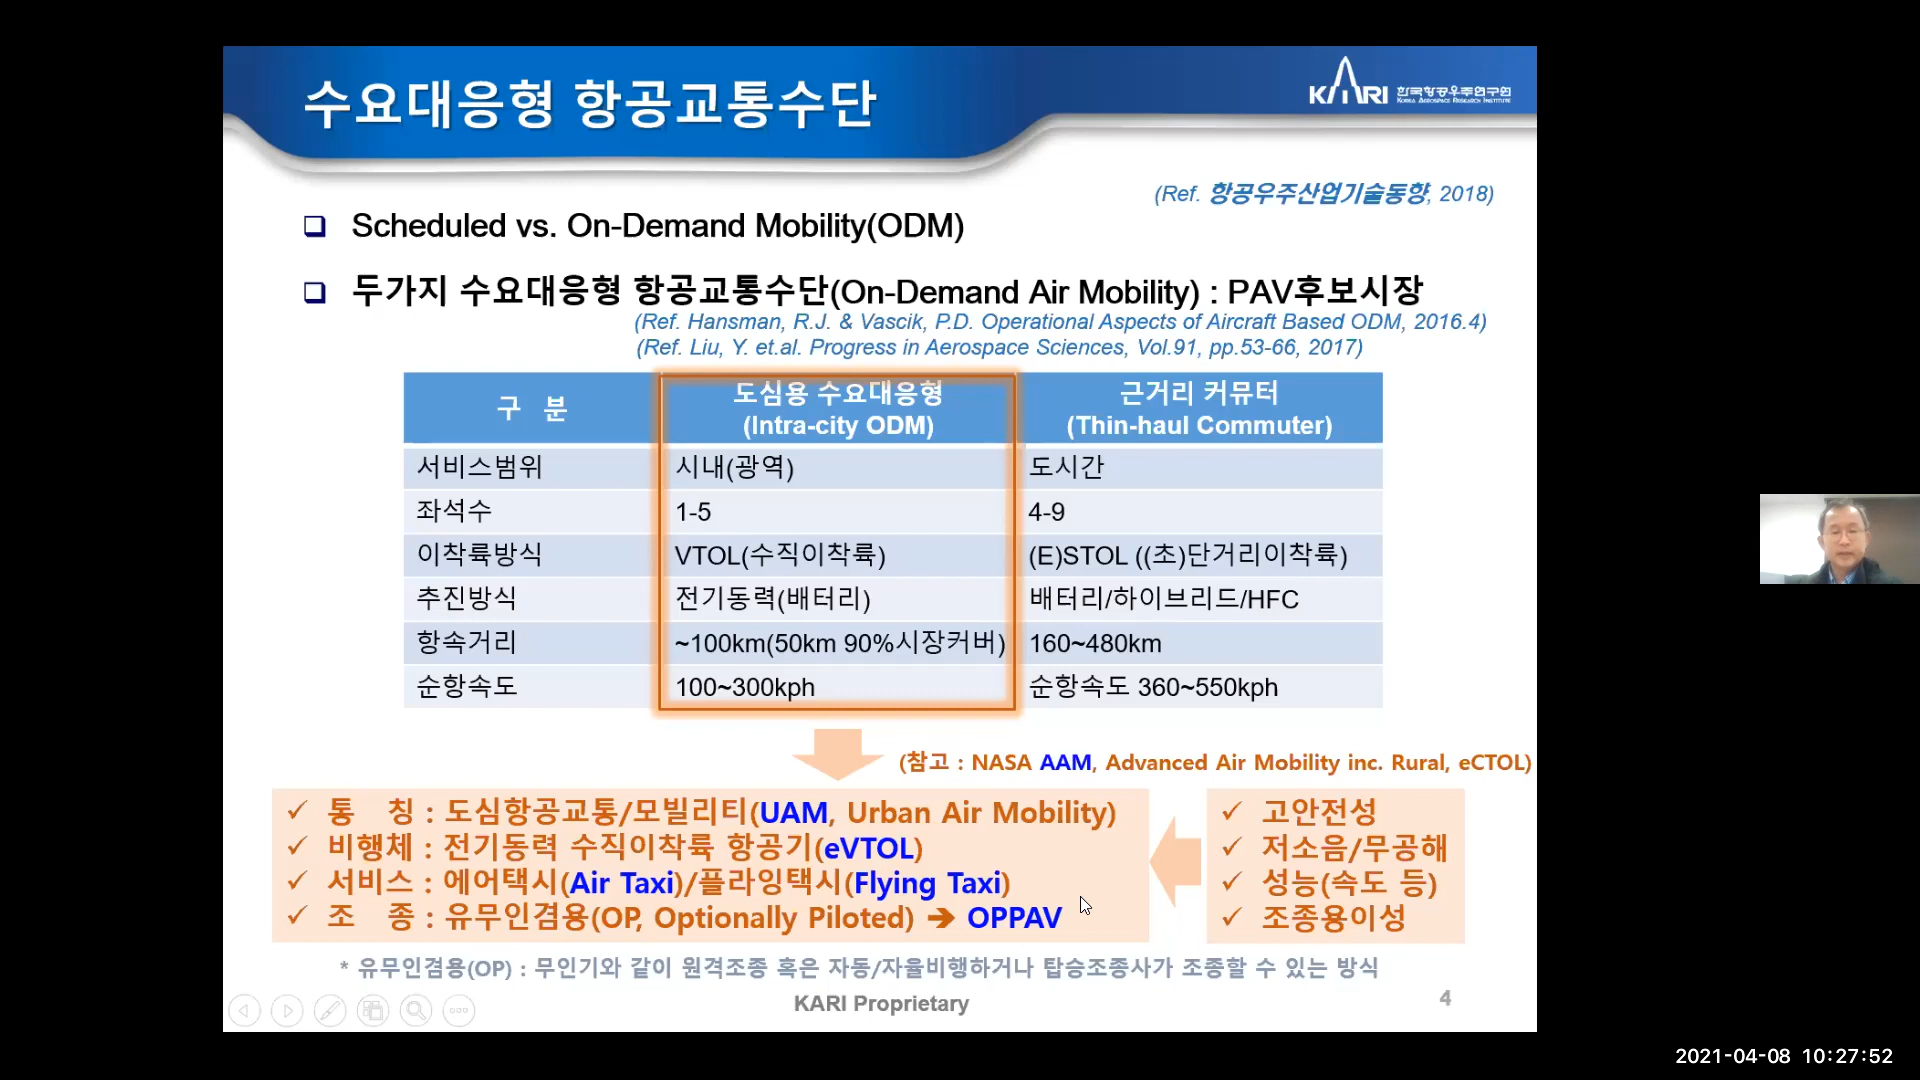 수요대응형 항공교통수단
KARI 한국항공우주연구원
KOREA AEROSPACE RESEARCH INSTITUTE
(Ref. 항공우주산업기술동향, 2018)
Scheduled vs. On-Demand Mobility(ODM)
두가지 수요대응형 항공교통수단(On-Demand Air Mobility) : PAV후보시장
(Ref. Hansman, R.J. & Vascik, P.D. Operational Aspects of Aircraft Based ODM, 2016.4)
(Ref. Liu, Y. et.al. Progress in Aerospace Sciences, Vol.91, pp.53-66, 2017)
구 분 도심용 수요대응형 근거리 커뮤터
(Intra-city ODM) (Thin-haul Commuter)
서비스범위 시내(광역) 도시간
좌석수 1-5 4-9
이착륙방식 VTOL(수직이착륙) (E)STOL ((초)단거리이착륙)
추진방식 전기동력(배터리) 배터리/하이브리드/HFC
항속거리 ~100km(50km 90%시장커버) 160~480km
순항속도 100~300kph 순항속도 360~550kph
(참고 : NASA AAM, Advanced Air Mobility inc. Rural, eCTOL)
✓ 통 칭 : 도심항공교통/모빌리티(UAM, Urban Air Mobility)
✓ 비행체 : 전기동력 수직이착륙 항공기(eVTOL)
✓ 서비스 : 에어택시(Air Taxi)/플라잉택시(Flying Taxi)
✓ 조 종 : 유무인겸용(OP, Optionally Piloted) ➔ OPPAV
✓ 고안전성
✓ 저소음/무공해
✓ 성능(속도 등)
✓ 조종용이성
* 유무인겸용(OP) : 무인기와 같이 원격조종 혹은 자동/자율비행하거나 탑승조종사가 조종할 수 있는 방식
KARI Proprietary
4
2021-04-08 10:27:52